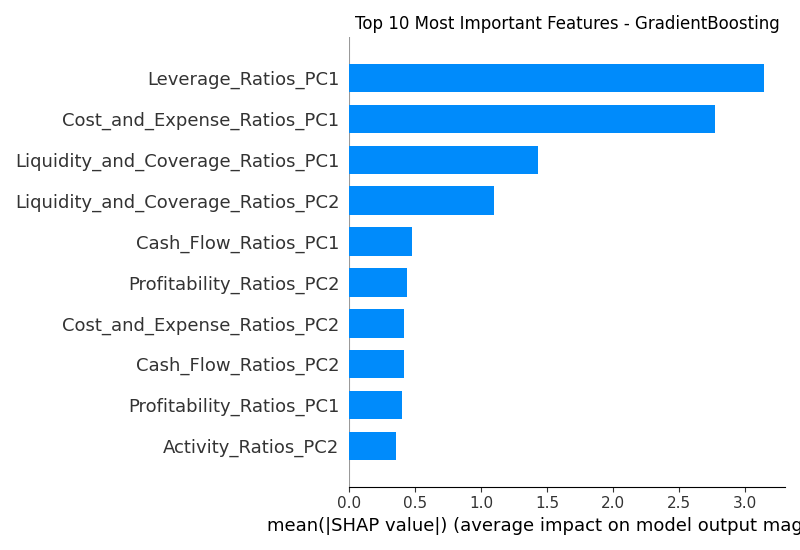 Top 10 Most Important Features - GradientBoosting
Leverage_Ratios_PC1
Cost_and_Expense_Ratios_PC1
Liquidity_and_Coverage_Ratios_PC1
Liquidity_and_Coverage_Ratios_PC2
Cash_Flow_Ratios_PC1
Profitability_Ratios_PC2
Cost_and_Expense_Ratios_PC2
Cash_Flow_Ratios_PC2
Profitability_Ratios_PC1
Activity_Ratios_PC2
0.0 0.5 1.0 1.5 2.0 2.5 3.0
mean(|SHAP value|) (average impact on model output mag